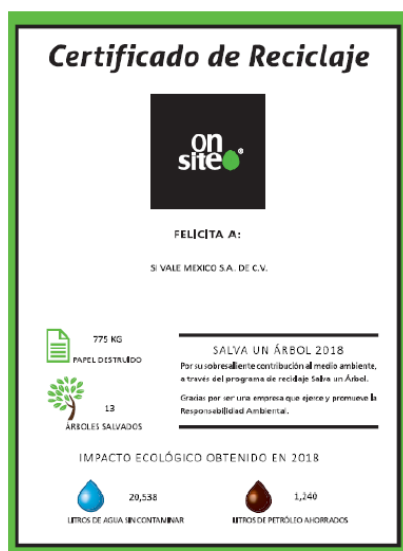 Certificado de Reciclaje
on
site
FELICITA A:
SI VALE MEXICO S.A. DE C.V.
775 KG
PAPEL DESTRUÍDO
13
ÁRBOLES SALVADOS
SALVA UN ÁRBOL 2018
Por su sobresaliente contribución al medio ambiente,
a través del programa de reciclaje Salva un Árbol.
Gracias por ser una empresa que ejerce y promueve la
Responsabilidad Ambiental.
IMPACTO ECOLÓGICO OBTENIDO EN 2018
20,538
LITROS DE AGUA SIN CONTAMINAR
1,240
LITROS DE PETRÓLEO AHORRADOS